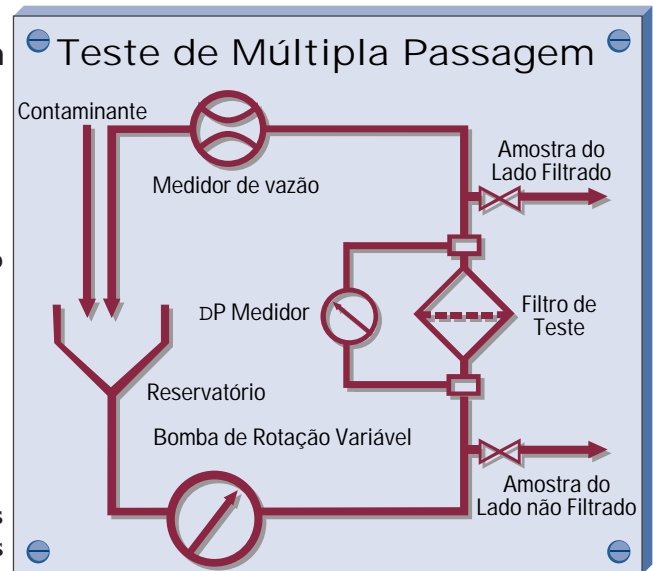 Teste de Múltipla Passagem
Contaminante
Medidor de vazão
Amostra do
Lado Filtrado
DP Medidor
Filtro de
Teste
Reservatório
Bomba de Rotação Variável
Amostra do
Lado não Filtrado